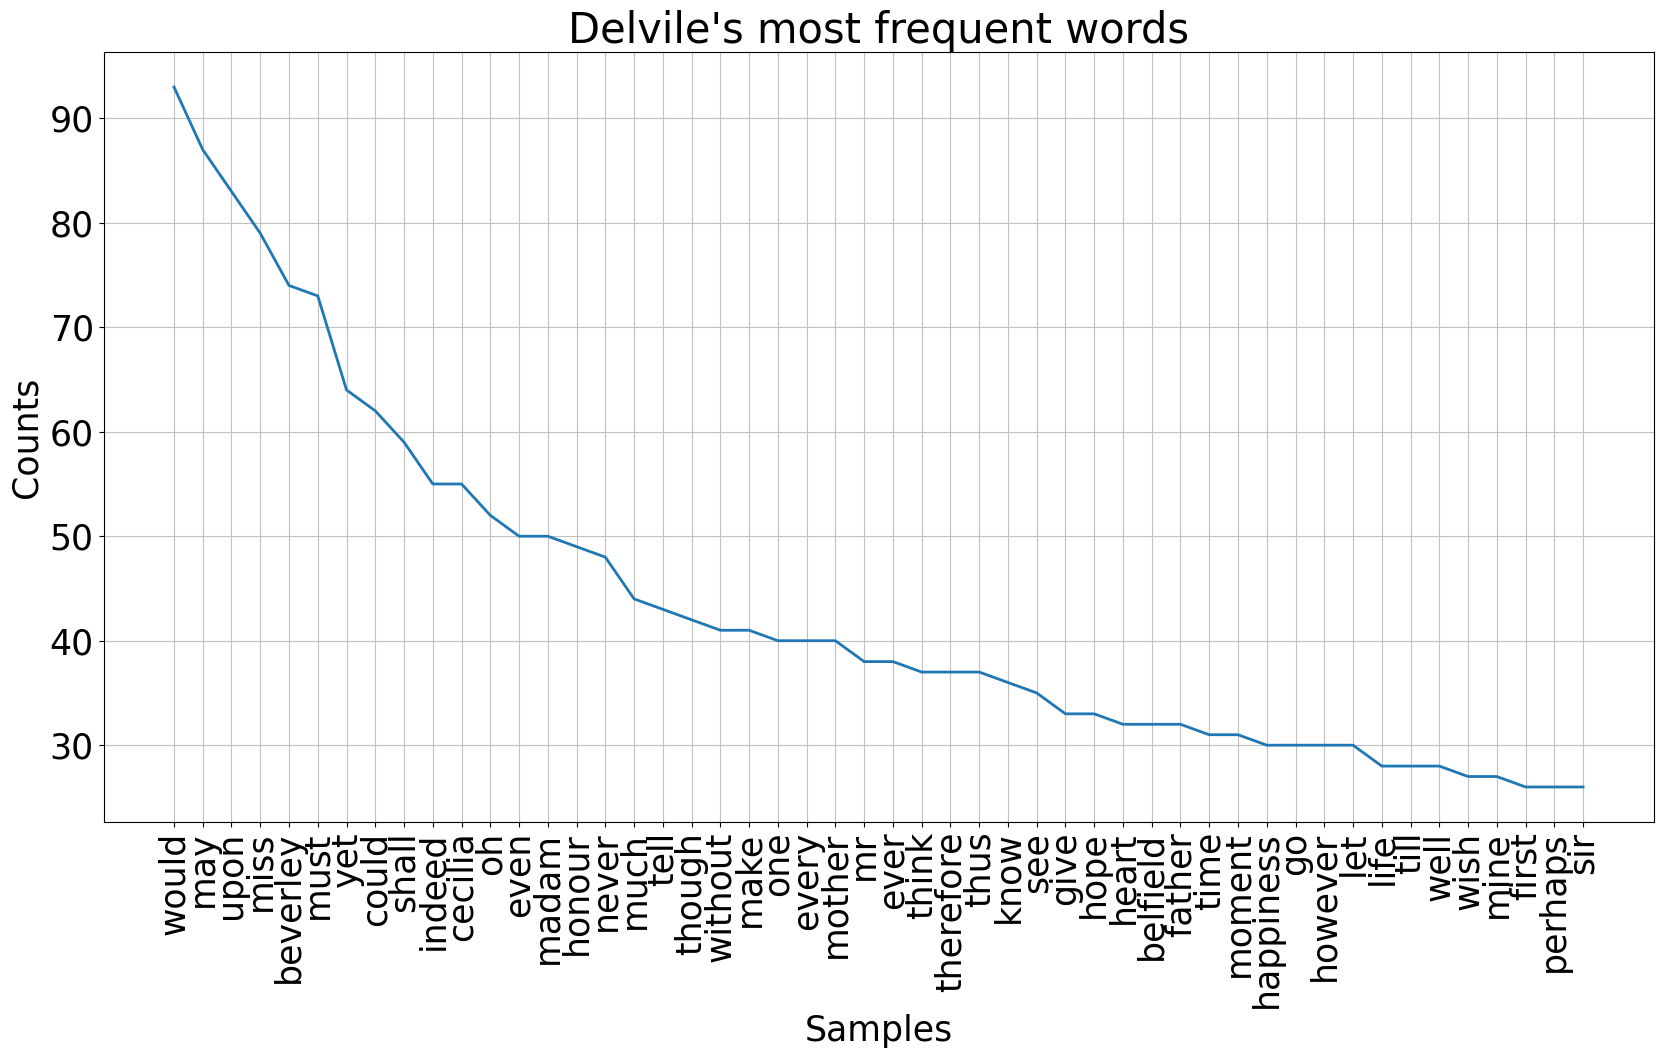 Delvile's most frequent words
90
80
70
60
50
40
30
Counts
would
may
upon
miss
beverley
must
yet
could
shall
indeed
cecilia
oh
even
madam
honour
never
much
tell
though
without
make
one
every
mother
mr
ever
think
therefore
thus
know
see
give
hope
heart
belfield
father
time
moment
happiness
go
however
let
life
till
well
wish
mine
first
perhaps
sir
Samples